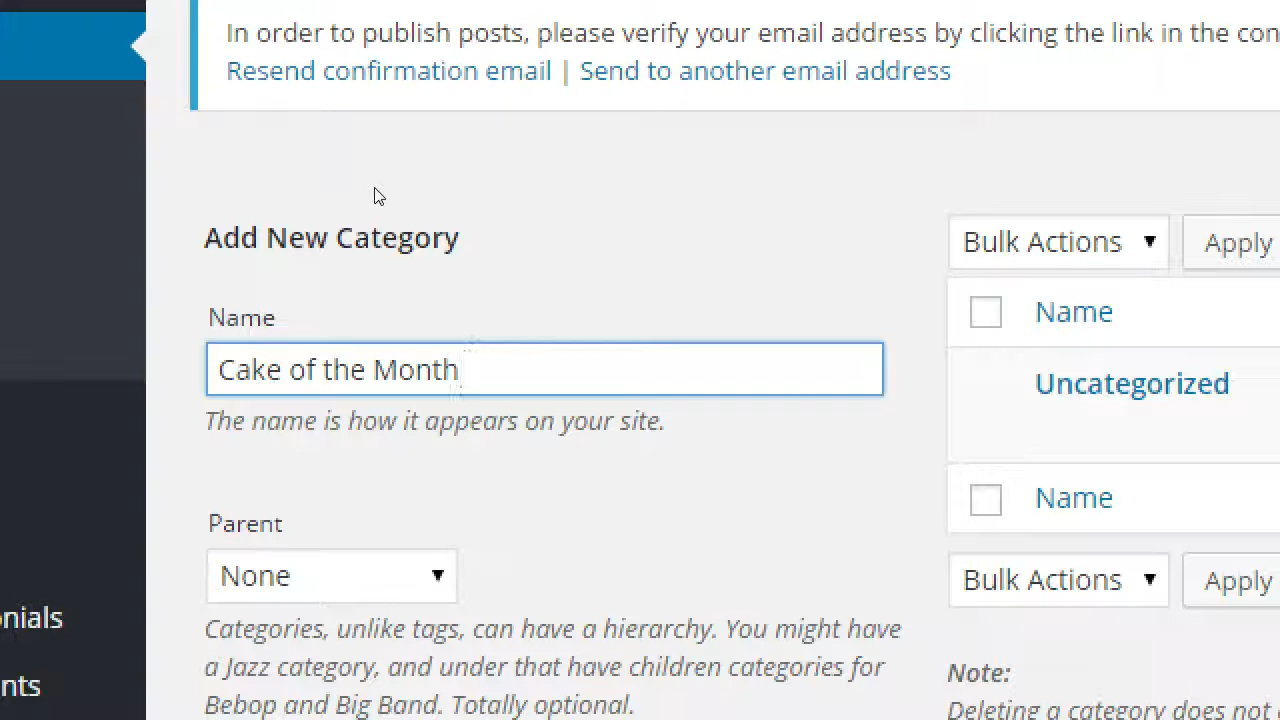 In order to publish posts, please verify your email address by clicking the link in the
Resend confirmation email | Send to another email address
Add New Category
Name
Cake of the Month
The name is how it appears on your site.
Parent
None
Categories, unlike tags, can have a hierarchy. You might have
a Jazz category, and under that have children categories for
Bebop and Big Band. Totally optional.
Bulk Actions Apply
Name
Uncategorized
Name
Bulk Actions Apply
Note:
Deleting a category does not